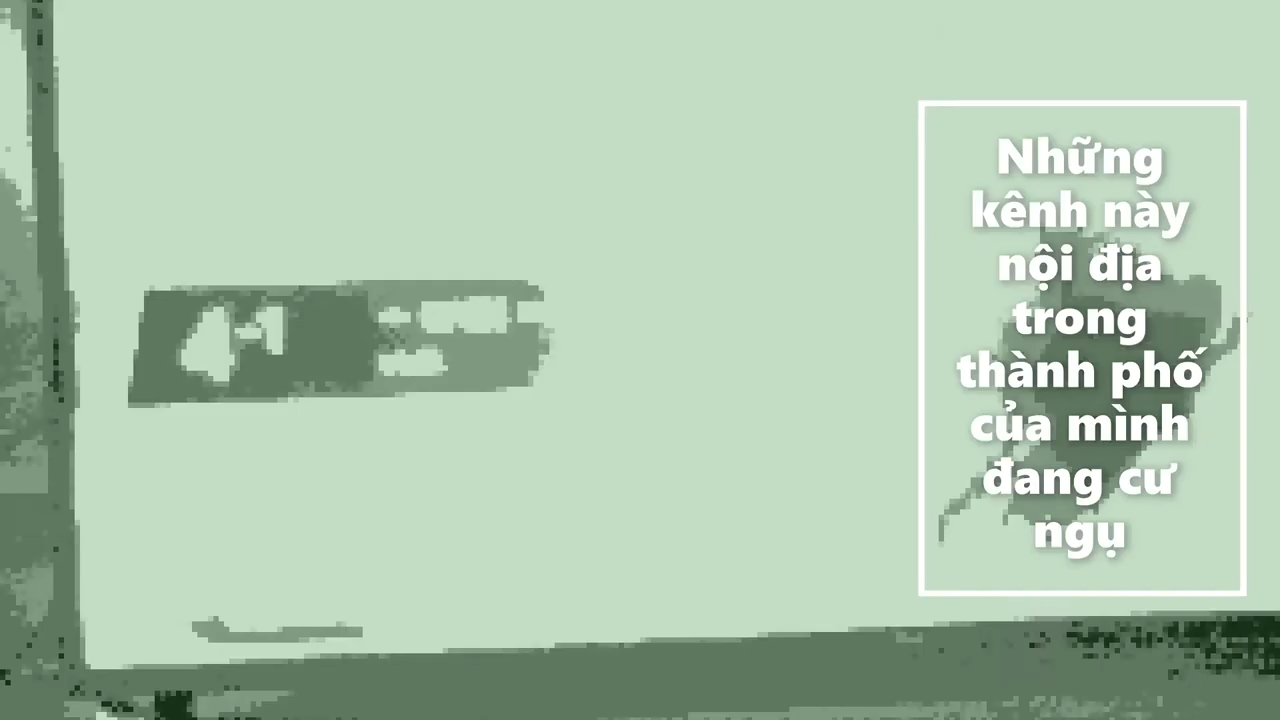 Những
kênh này
nội địa
trong
thành phố
của mình
đang cư
ngụ